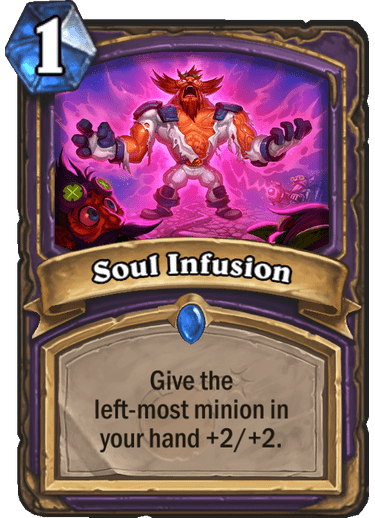 1
Soul Infusion
Give the
left-most minion in
your hand +2/+2.